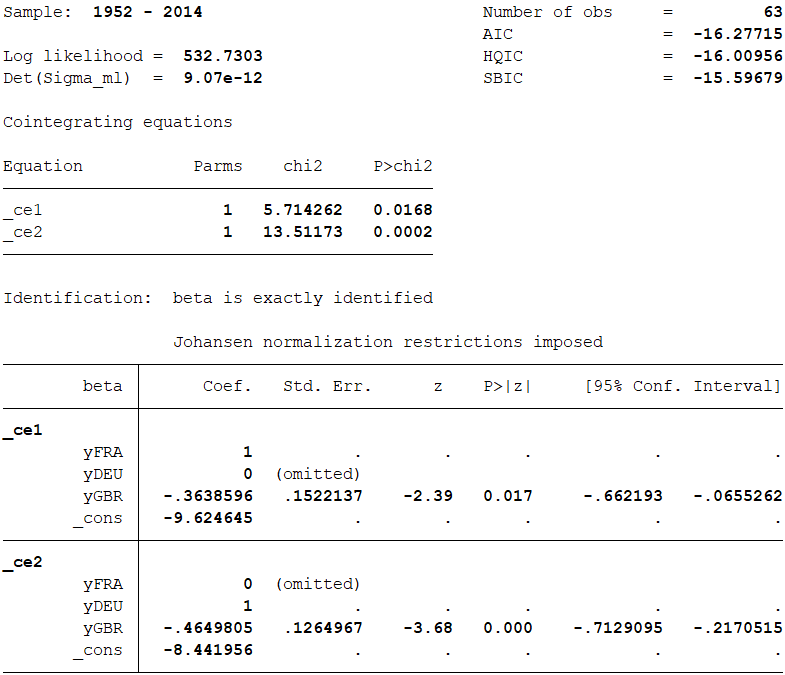 Sample:  1952 - 2014                            Number of obs     =         63
                                                AIC               =  -16.27715
Log likelihood =  532.7303                      HQIC              =  -16.00956
Det(Sigma_ml)  =  9.07e-12                      SBIC              =  -15.59679
Cointegrating equations
Equation           Parms    chi2     P>chi2
_ce1                  1   5.714262   0.0168
_ce2                  1   13.51173   0.0002
Identification:  beta is exactly identified
Johansen normalization restrictions imposed
beta        Coef.   Std. Err.      z    P>|z|     [95% Conf. Interval]
_ce1
yFRA            1          .        .       .            .           .
yDEU            0  (omitted)
yGBR    -.3638596   .1522137    -2.39   0.017     -.662193   -.0655262
_cons   -9.624645          .        .       .            .           .
_ce2
yFRA            0  (omitted)
yDEU            1          .        .       .            .           .
yGBR    -.4649805   .1264967    -3.68   0.000    -.7129095   -.2170515
_cons   -8.441956          .        .       .            .           .